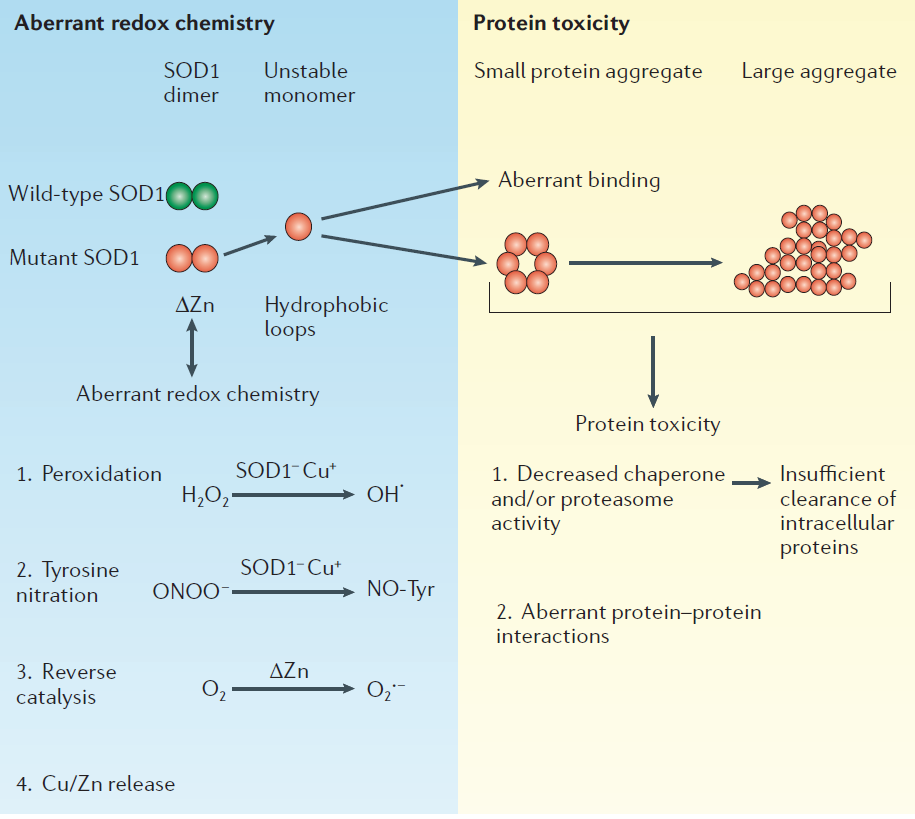 Aberrant redox chemistry
SOD1
dimer
Unstable
monomer
Wild-type SOD1
Mutant SOD1
ΔZn
Hydrophobic
loops
Aberrant redox chemistry
1. Peroxidation
SOD1⁻ Cu⁺
H₂O₂
OH˙
2. Tyrosine
nitration
SOD1⁻ Cu⁺
ONOO⁻
NO-Tyr
3. Reverse
catalysis
ΔZn
O₂
O₂˙⁻
4. Cu/Zn release
Protein toxicity
Small protein aggregate
Large aggregate
Aberrant binding
Protein toxicity
1. Decreased chaperone
and/or proteasome
activity
Insufficient
clearance of
intracellular
proteins
2. Aberrant protein–protein
interactions